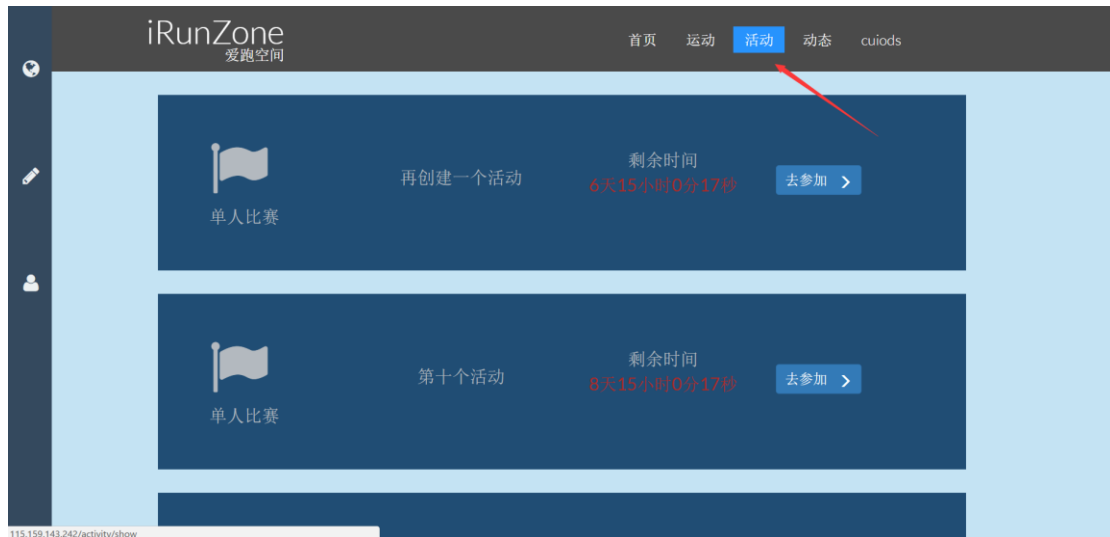 iRunZone
爱跑空间
首页 运动 活动 动态 cuiods
再创建一个活动
剩余时间
6天15小时0分17秒
去参加
单人比赛
第十个活动
剩余时间
8天15小时0分17秒
去参加
单人比赛
115.159.143.242/activity/show